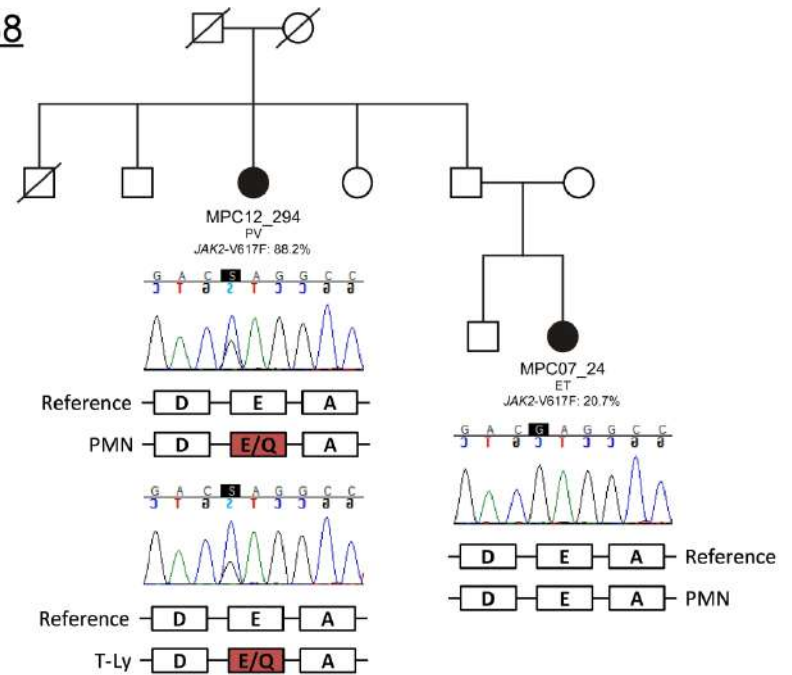 8
MPC12_294
PV
JAK2-V617F: 88.2%
G A C S A G G C C
C T G S T C C G G
Reference D E A
PMN D E/Q A
G A C S A G G C C
C T G S T C C G G
Reference D E A
T-Ly D E/Q A
MPC07_24
ET
JAK2-V617F: 20.7%
G A C G A G G C C
C T G C T C C G G
D E A Reference
D E A PMN